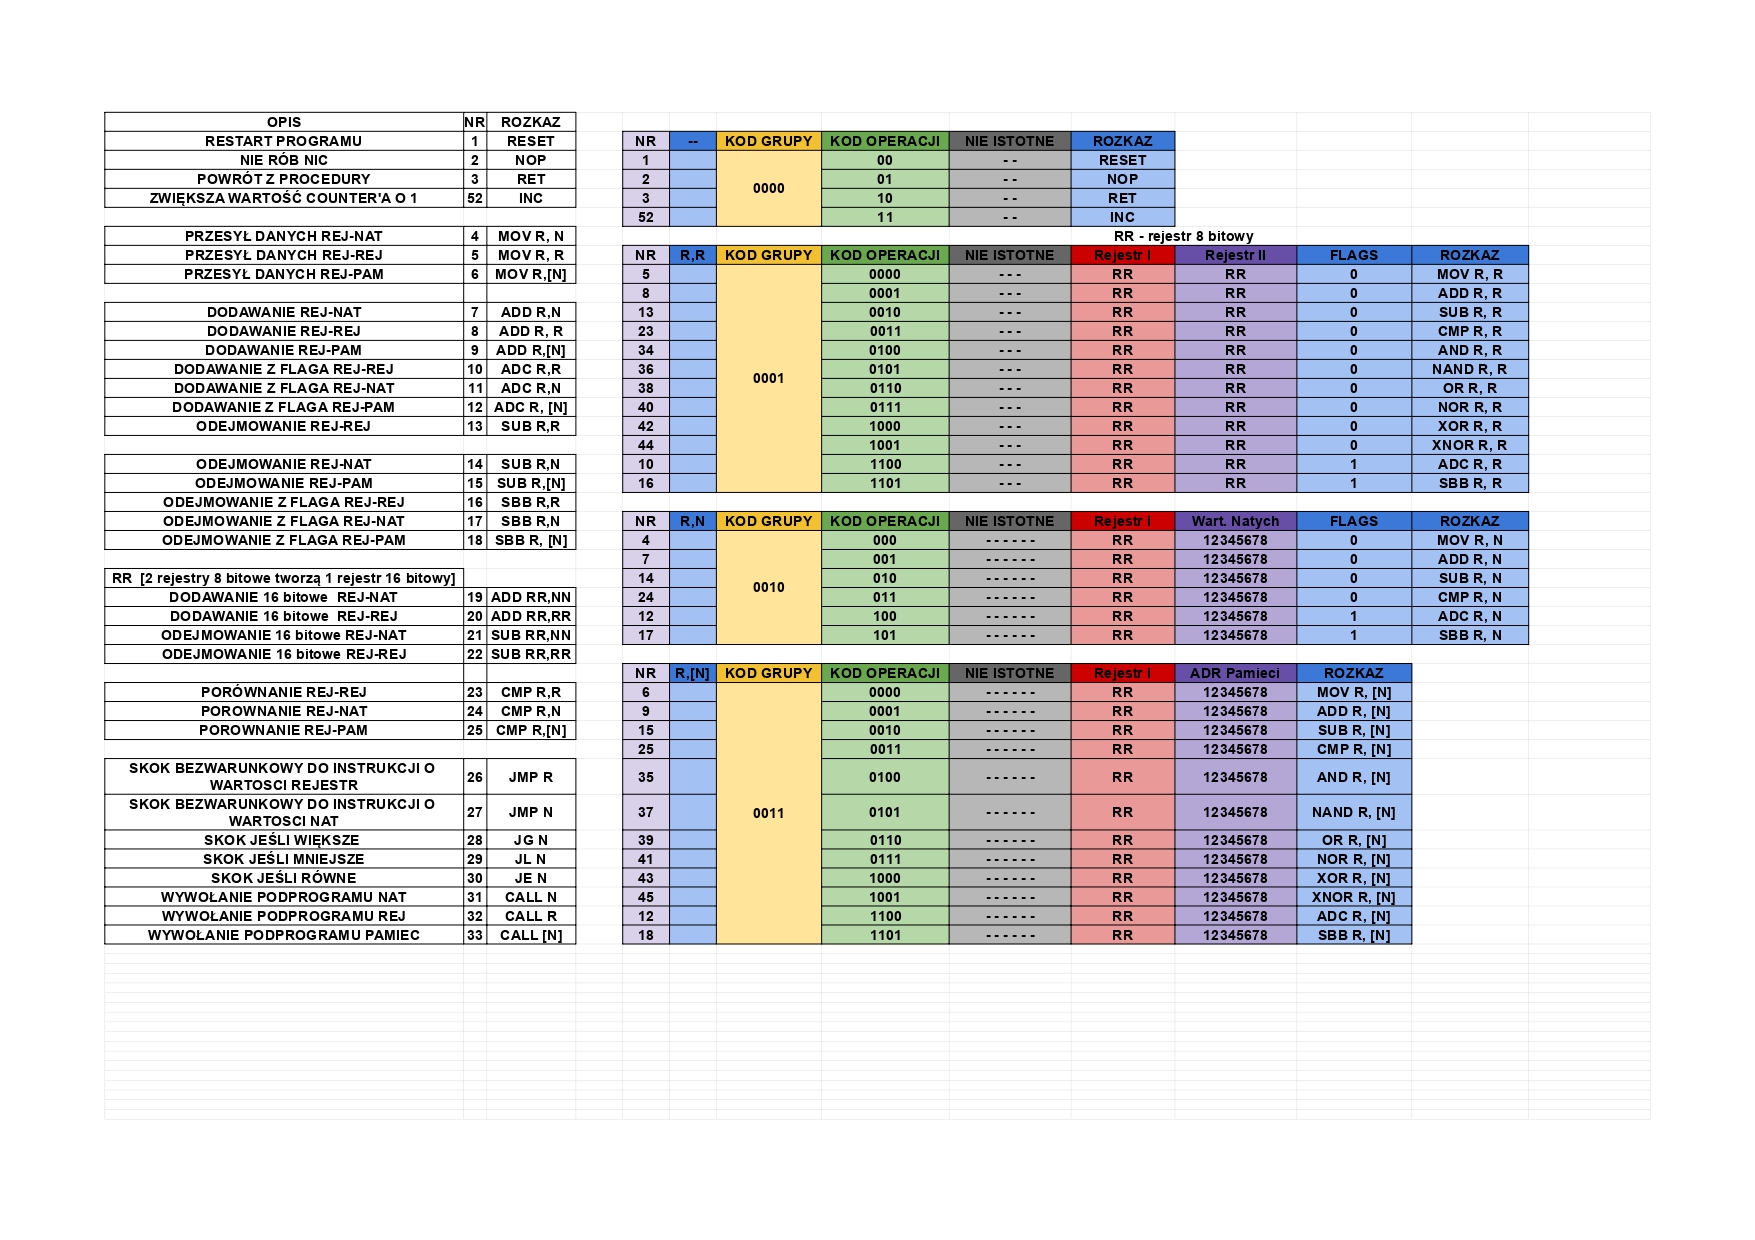 OPIS NR ROZKAZ
RESTART PROGRAMU 1 RESET
NIE RÓB NIC 2 NOP
POWRÓT Z PROCEDURY 3 RET
ZWIĘKSZA WARTOŚĆ COUNTER'A O 1 52 INC
PRZESYŁ DANYCH REJ-NAT 4 MOV R, N
PRZESYŁ DANYCH REJ-REJ 5 MOV R, R
PRZESYŁ DANYCH REJ-PAM 6 MOV R,[N]
DODAWANIE REJ-NAT 7 ADD R,N
DODAWANIE REJ-REJ 8 ADD R, R
DODAWANIE REJ-PAM 9 ADD R,[N]
DODAWANIE Z FLAGA REJ-REJ 10 ADC R,R
DODAWANIE Z FLAGA REJ-NAT 11 ADC R,N
DODAWANIE Z FLAGA REJ-PAM 12 ADC R, [N]
ODEJMOWANIE REJ-REJ 13 SUB R,R
ODEJMOWANIE REJ-NAT 14 SUB R,N
ODEJMOWANIE REJ-PAM 15 SUB R,[N]
ODEJMOWANIE Z FLAGA REJ-REJ 16 SBB R,R
ODEJMOWANIE Z FLAGA REJ-NAT 17 SBB R,N
ODEJMOWANIE Z FLAGA REJ-PAM 18 SBB R, [N]
RR [2 rejestry 8 bitowe tworzą 1 rejestr 16 bitowy]
DODAWANIE 16 bitowe REJ-NAT 19 ADD RR,NN
DODAWANIE 16 bitowe REJ-REJ 20 ADD RR,RR
ODEJMOWANIE 16 bitowe REJ-NAT 21 SUB RR,NN
ODEJMOWANIE 16 bitowe REJ-REJ 22 SUB RR,RR
PORÓWNANIE REJ-REJ 23 CMP R,R
POROWNANIE REJ-NAT 24 CMP R,N
POROWNANIE REJ-PAM 25 CMP R,[N]
SKOK BEZWARUNKOWY DO INSTRUKCJI O
WARTOSCI REJESTR 26 JMP R
SKOK BEZWARUNKOWY DO INSTRUKCJI O
WARTOSCI NAT 27 JMP N
SKOK JEŚLI WIĘKSZE 28 JG N
SKOK JEŚLI MNIEJSZE 29 JL N
SKOK JEŚLI RÓWNE 30 JE N
WYWOŁANIE PODPROGRAMU NAT 31 CALL N
WYWOŁANIE PODPROGRAMU REJ 32 CALL R
WYWOŁANIE PODPROGRAMU PAMIEC 33 CALL [N]
NR -- KOD GRUPY KOD OPERACJI NIE ISTOTNE ROZKAZ
1 00 - - RESET
2 01 - - NOP
0000
3 10 - - RET
52 11 - - INC
RR - rejestr 8 bitowy
NR R,R KOD GRUPY KOD OPERACJI NIE ISTOTNE Rejestr I Rejestr II FLAGS ROZKAZ
5 0000 - - - RR RR 0 MOV R, R
8 0001 - - - RR RR 0 ADD R, R
13 0010 - - - RR RR 0 SUB R, R
23 0011 - - - RR RR 0 CMP R, R
34 0100 - - - RR RR 0 AND R, R
36 0101 - - - RR RR 0 NAND R, R
0001
38 0110 - - - RR RR 0 OR R, R
40 0111 - - - RR RR 0 NOR R, R
42 1000 - - - RR RR 0 XOR R, R
44 1001 - - - RR RR 0 XNOR R, R
10 1100 - - - RR RR 1 ADC R, R
16 1101 - - - RR RR 1 SBB R, R
NR R,N KOD GRUPY KOD OPERACJI NIE ISTOTNE Rejestr I Wart. Natych FLAGS ROZKAZ
4 000 - - - - - - RR 12345678 0 MOV R, N
7 001 - - - - - - RR 12345678 0 ADD R, N
14 010 - - - - - - RR 12345678 0 SUB R, N
0010
24 011 - - - - - - RR 12345678 0 CMP R, N
12 100 - - - - - - RR 12345678 1 ADC R, N
17 101 - - - - - - RR 12345678 1 SBB R, N
NR R,[N] KOD GRUPY KOD OPERACJI NIE ISTOTNE Rejestr I ADR Pamieci ROZKAZ
6 0000 - - - - - - RR 12345678 MOV R, [N]
9 0001 - - - - - - RR 12345678 ADD R, [N]
15 0010 - - - - - - RR 12345678 SUB R, [N]
25 0011 - - - - - - RR 12345678 CMP R, [N]
35 0100 - - - - - - RR 12345678 AND R, [N]
37 0011 0101 - - - - - - RR 12345678 NAND R, [N]
39 0110 - - - - - - RR 12345678 OR R, [N]
41 0111 - - - - - - RR 12345678 NOR R, [N]
43 1000 - - - - - - RR 12345678 XOR R, [N]
45 1001 - - - - - - RR 12345678 XNOR R, [N]
12 1100 - - - - - - RR 12345678 ADC R, [N]
18 1101 - - - - - - RR 12345678 SBB R, [N]